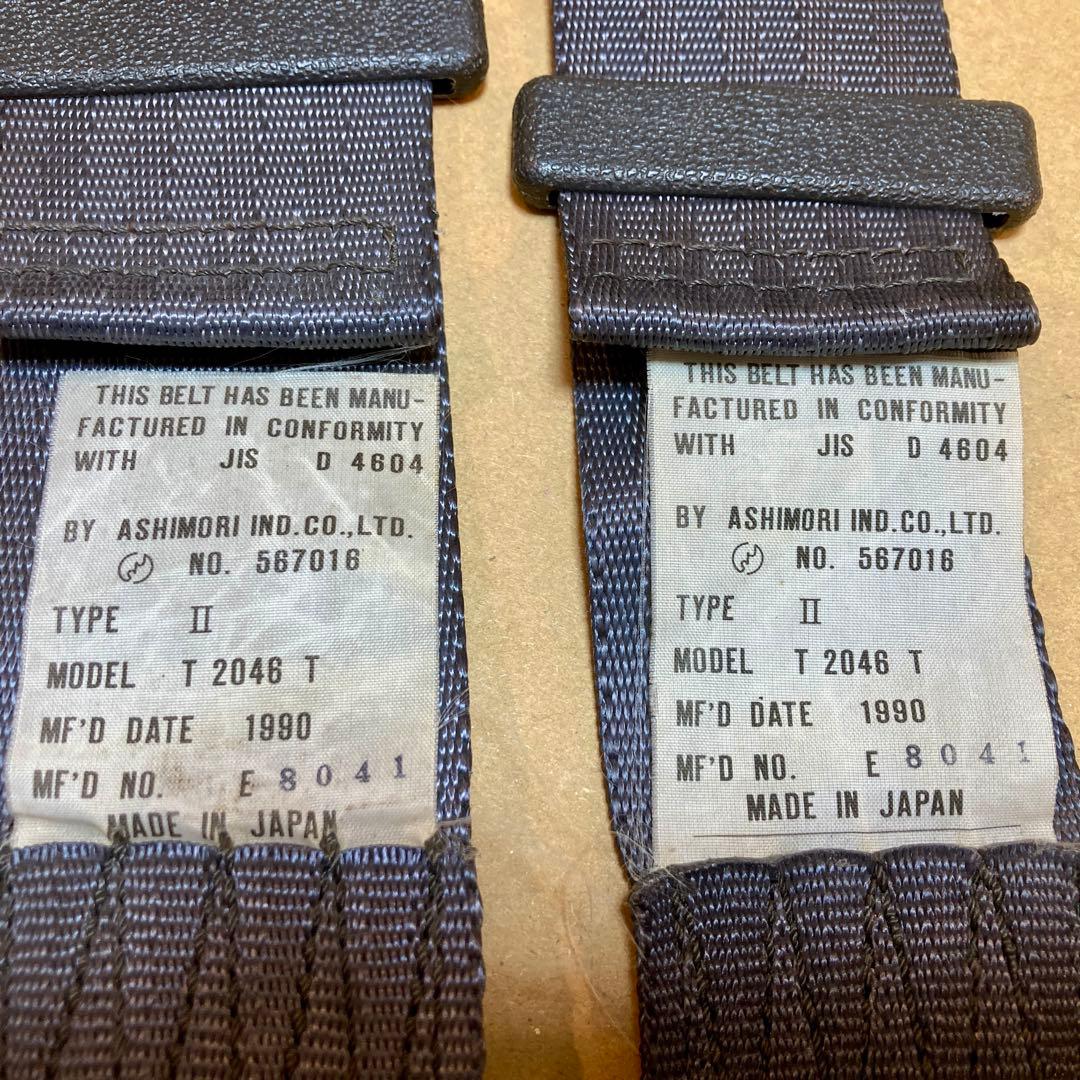 THIS BELT HAS BEEN MANU-
FACTURED IN CONFORMITY
WITH JIS D 4604
BY ASHIMORI IND.CO.,LTD.
NO. 567016
TYPE II
MODEL T 2046 T
MF'D DATE 1990
MF'D NO. E 8041
MADE IN JAPAN
THIS BELT HAS BEEN MANU-
FACTURED IN CONFORMITY
WITH JIS D 4604
BY ASHIMORI IND.CO.,LTD.
NO. 567016
TYPE II
MODEL T 2046 T
MF'D DATE 1990
MF'D NO. E 8041
MADE IN JAPAN